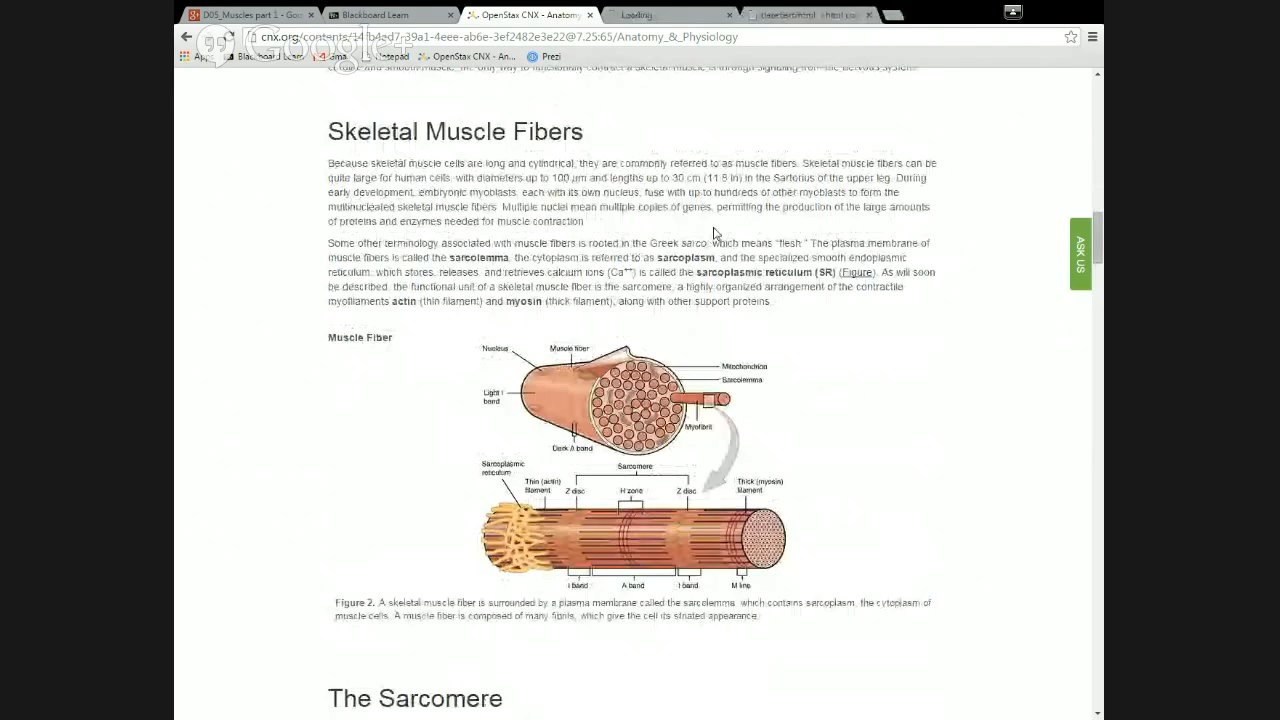 D05_Muscles part 1 - Goo
Blackboard Learn
OpenStax CNX - Anatomy
Loading
Google+
cnx.org/contents/14fb4ad7-39a1-4eee-ab6e-3ef2482e3e22@7.25:65/Anatomy_&_Physiology
Apps
Blackboard Learn
Gmail
Notepad
OpenStax CNX - An...
Prezi
Skeletal Muscle Fibers
Because skeletal muscle cells are long and cylindrical, they are commonly referred to as muscle fibers. Skeletal muscle fibers can be
quite large for human cells, with diameters up to 100 μm and lengths up to 30 cm (11.8 in) in the Sartorius of the upper leg. During
early development, embryonic myoblasts, each with its own nucleus, fuse with up to hundreds of other myoblasts to form the
multinucleated skeletal muscle fibers. Multiple nuclei mean multiple copies of genes, permitting the production of the large amounts
of proteins and enzymes needed for muscle contraction.
Some other terminology associated with muscle fibers is rooted in the Greek sarco, which means “flesh.” The plasma membrane of
muscle fibers is called the sarcolemma, the cytoplasm is referred to as sarcoplasm, and the specialized smooth endoplasmic
reticulum, which stores, releases, and retrieves calcium ions (Ca++) is called the sarcoplasmic reticulum (SR) (Figure). As will soon
be described, the functional unit of a skeletal muscle fiber is the sarcomere, a highly organized arrangement of the contractile
myofilaments actin (thin filament) and myosin (thick filament), along with other support proteins.
ASK US
Muscle Fiber
Nucleus
Muscle fiber
Mitochondrion
Sarcolemma
Light I
band
Myofibril
Dark A band
Sarcoplasmic
reticulum
Sarcomere
Thin (actin)
filament
Z disc
H zone
Z disc
Thick (myosin)
filament
I band
A band
I band
M line
Figure 2. A skeletal muscle fiber is surrounded by a plasma membrane called the sarcolemma, which contains sarcoplasm, the cytoplasm of
muscle cells. A muscle fiber is composed of many fibrils, which give the cell its striated appearance.
The Sarcomere